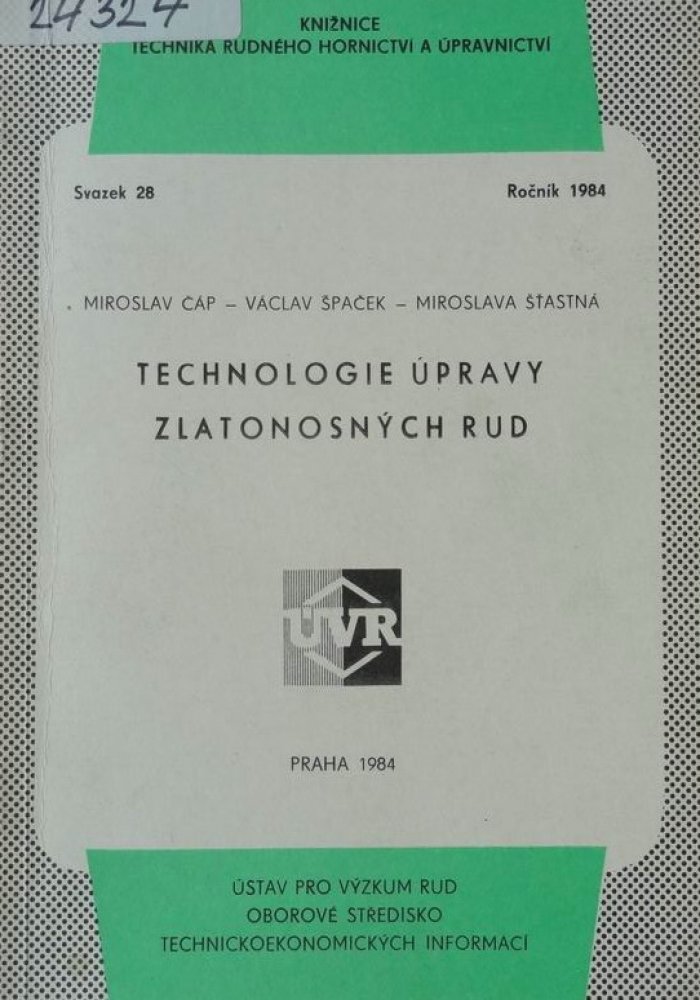 24324
KNIŽNICE
TECHNIKA RUDNÉHO HORNICTVÍ A ÚPRAVNICTVÍ
Svazek 28
Ročník 1984
MIROSLAV ČÁP – VÁCLAV ŠPAČEK – MIROSLAVA ŠŤASTNÁ
TECHNOLOGIE ÚPRAVY
ZLATONOSNÝCH RUD
ÚVR
PRAHA 1984
ÚSTAV PRO VÝZKUM RUD
OBOROVÉ STŘEDISKO
TECHNICKOEKONOMICKÝCH INFORMACÍ